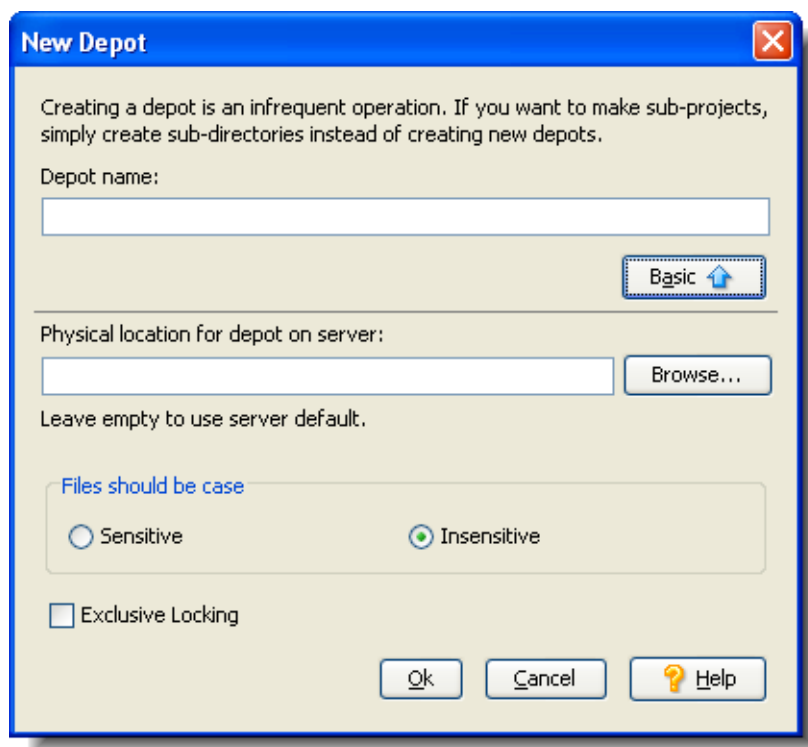 New Depot
Creating a depot is an infrequent operation. If you want to make sub-projects,
simply create sub-directories instead of creating new depots.
Depot name:
Basic
Physical location for depot on server:
Browse...
Leave empty to use server default.
Files should be case
Sensitive
Insensitive
Exclusive Locking
Ok
Cancel
Help